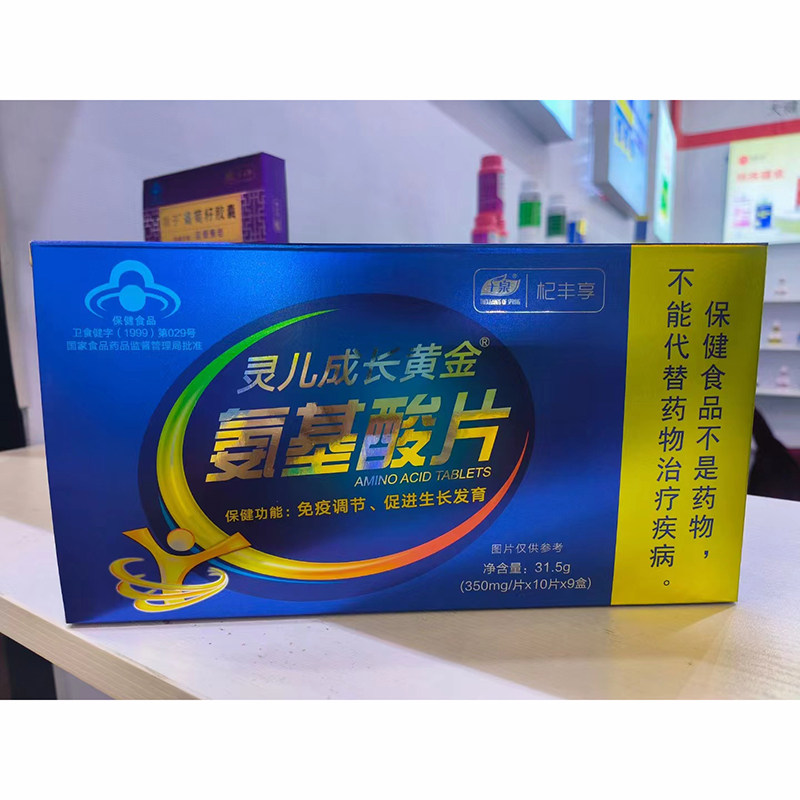 保健食品
卫食健字（1999）第029号
国家食品药品监督管理局批准
千泉®
THOUSANDS OF SPRING
杞丰享
灵儿成长黄金®
氨基酸片
AMINO ACID TABLETS
保健功能：免疫调节、促进生长发育
图片仅供参考
净含量：31.5g
(350mg/片x10片x9盒)
保健食品不是药物，
不能代替药物治疗疾病。